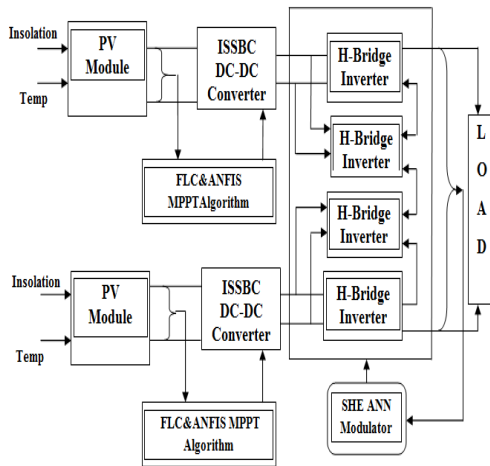 Insolation
Temp
PV
Module
ISSBC
DC-DC
Converter
H-Bridge
Inverter
FLC&ANFIS
MPPTAlgorithm
H-Bridge
Inverter
H-Bridge
Inverter
L
O
A
D
Insolation
Temp
PV
Module
ISSBC
DC-DC
Converter
H-Bridge
Inverter
FLC&ANFIS MPPT
Algorithm
SHE ANN
Modulator